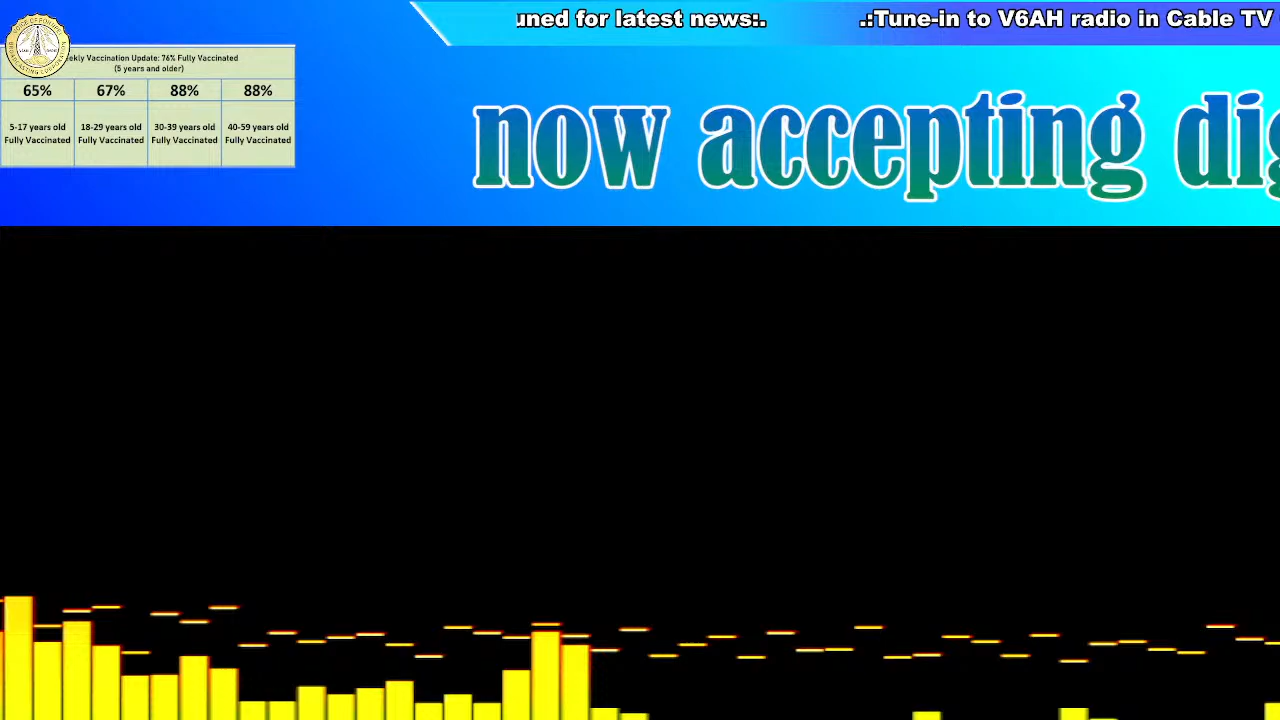 uned for latest news:. .:Tune-in to V6AH radio in Cable TV
ekly Vaccination Update: 76% Fully Vaccinated
(5 years and older)
65% 67% 88% 88%
5-17 years old 18-29 years old 30-39 years old 40-59 years old
Fully Vaccinated Fully Vaccinated Fully Vaccinated Fully Vaccinated
now accepting dig